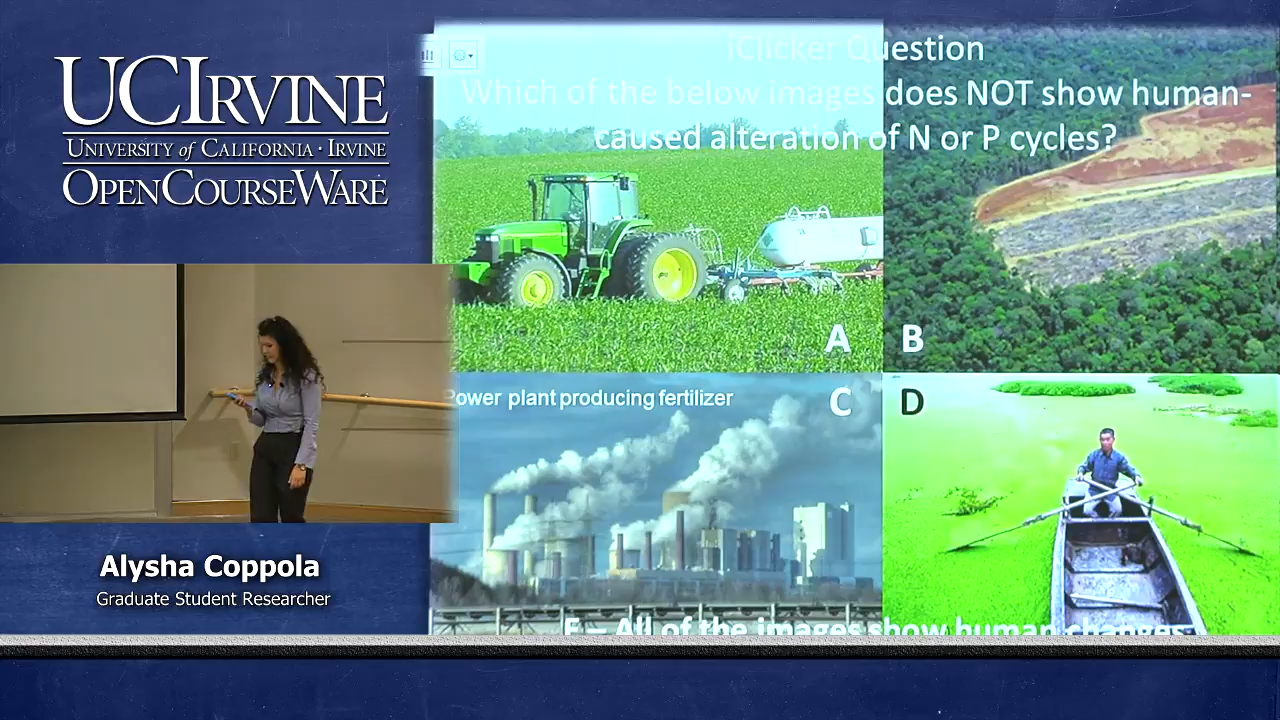 UCIRVINE
UNIVERSITY of CALIFORNIA · IRVINE
OPENCOURSEWARE
iClicker Question
Which of the below images does NOT show human-
caused alteration of N or P cycles?
A
B
Power plant producing fertilizer
C
D
E – All of the images show human changes
Alysha Coppola
Graduate Student Researcher